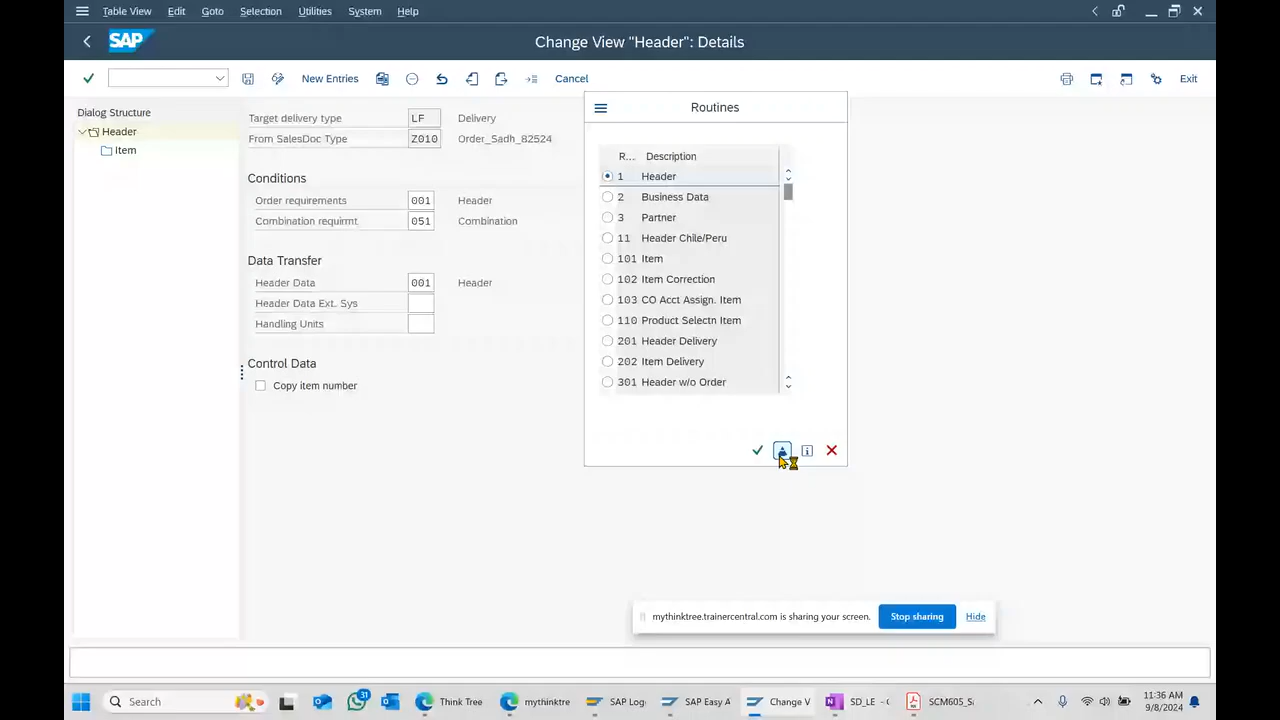 Table View Edit Goto Selection Utilities System Help
SAP Change View "Header": Details
New Entries Cancel Exit
Dialog Structure
Header
Item
Target delivery type LF Delivery
From SalesDoc Type Z010 Order_Sadh_82524
Conditions
Order requirements 001 Header
Combination requirmt 051 Combination
Data Transfer
Header Data 001 Header
Header Data Ext. Sys
Handling Units
Control Data
Copy item number
Routines
R... Description
1 Header
2 Business Data
3 Partner
11 Header Chile/Peru
101 Item
102 Item Correction
103 CO Acct Assign. Item
110 Product Selectn Item
201 Header Delivery
202 Item Delivery
301 Header w/o Order
mythinktree.trainercentral.com is sharing your screen. Stop sharing Hide
Search 31 Think Tree mythinktre SAP Log SAP Easy A Change V SD_LE - C SCM605_S 11:36 AM
9/8/2024